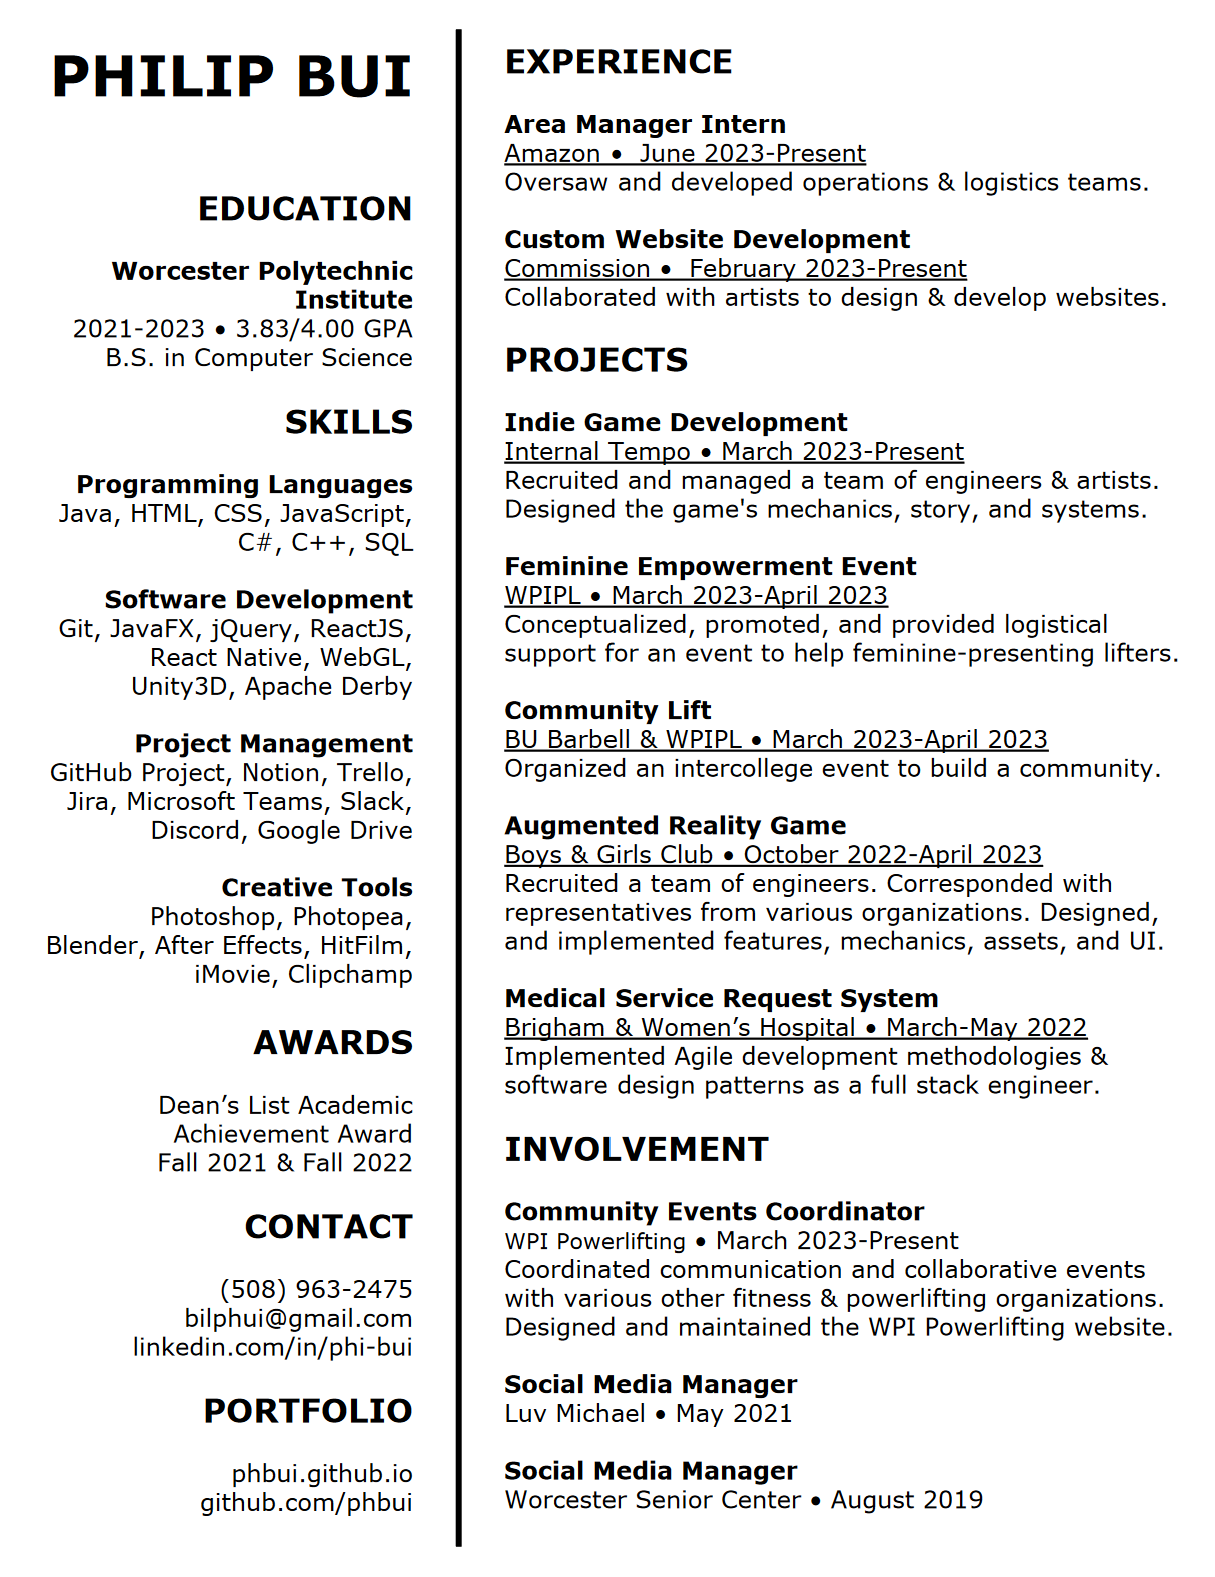 PHILIP BUI
EDUCATION
Worcester Polytechnic
Institute
2021-2023 • 3.83/4.00 GPA
B.S. in Computer Science
SKILLS
Programming Languages
Java, HTML, CSS, JavaScript,
C#, C++, SQL
Software Development
Git, JavaFX, jQuery, ReactJS,
React Native, WebGL,
Unity3D, Apache Derby
Project Management
GitHub Project, Notion, Trello,
Jira, Microsoft Teams, Slack,
Discord, Google Drive
Creative Tools
Photoshop, Photopea,
Blender, After Effects, HitFilm,
iMovie, Clipchamp
AWARDS
Dean’s List Academic
Achievement Award
Fall 2021 & Fall 2022
CONTACT
(508) 963-2475
bilphui@gmail.com
linkedin.com/in/phi-bui
PORTFOLIO
phbui.github.io
github.com/phbui
EXPERIENCE
Area Manager Intern
Amazon •  June 2023-Present
Oversaw and developed operations & logistics teams.
Custom Website Development
Commission •  February 2023-Present
Collaborated with artists to design & develop websites.
PROJECTS
Indie Game Development
Internal Tempo • March 2023-Present
Recruited and managed a team of engineers & artists.
Designed the game's mechanics, story, and systems.
Feminine Empowerment Event
WPIPL • March 2023-April 2023
Conceptualized, promoted, and provided logistical
support for an event to help feminine-presenting lifters.
Community Lift
BU Barbell & WPIPL • March 2023-April 2023
Organized an intercollege event to build a community.
Augmented Reality Game
Boys & Girls Club • October 2022-April 2023
Recruited a team of engineers. Corresponded with
representatives from various organizations. Designed,
and implemented features, mechanics, assets, and UI.
Medical Service Request System
Brigham & Women’s Hospital • March-May 2022
Implemented Agile development methodologies &
software design patterns as a full stack engineer.
INVOLVEMENT
Community Events Coordinator
WPI Powerlifting • March 2023-Present
Coordinated communication and collaborative events
with various other fitness & powerlifting organizations.
Designed and maintained the WPI Powerlifting website.
Social Media Manager
Luv Michael • May 2021
Social Media Manager
Worcester Senior Center • August 2019